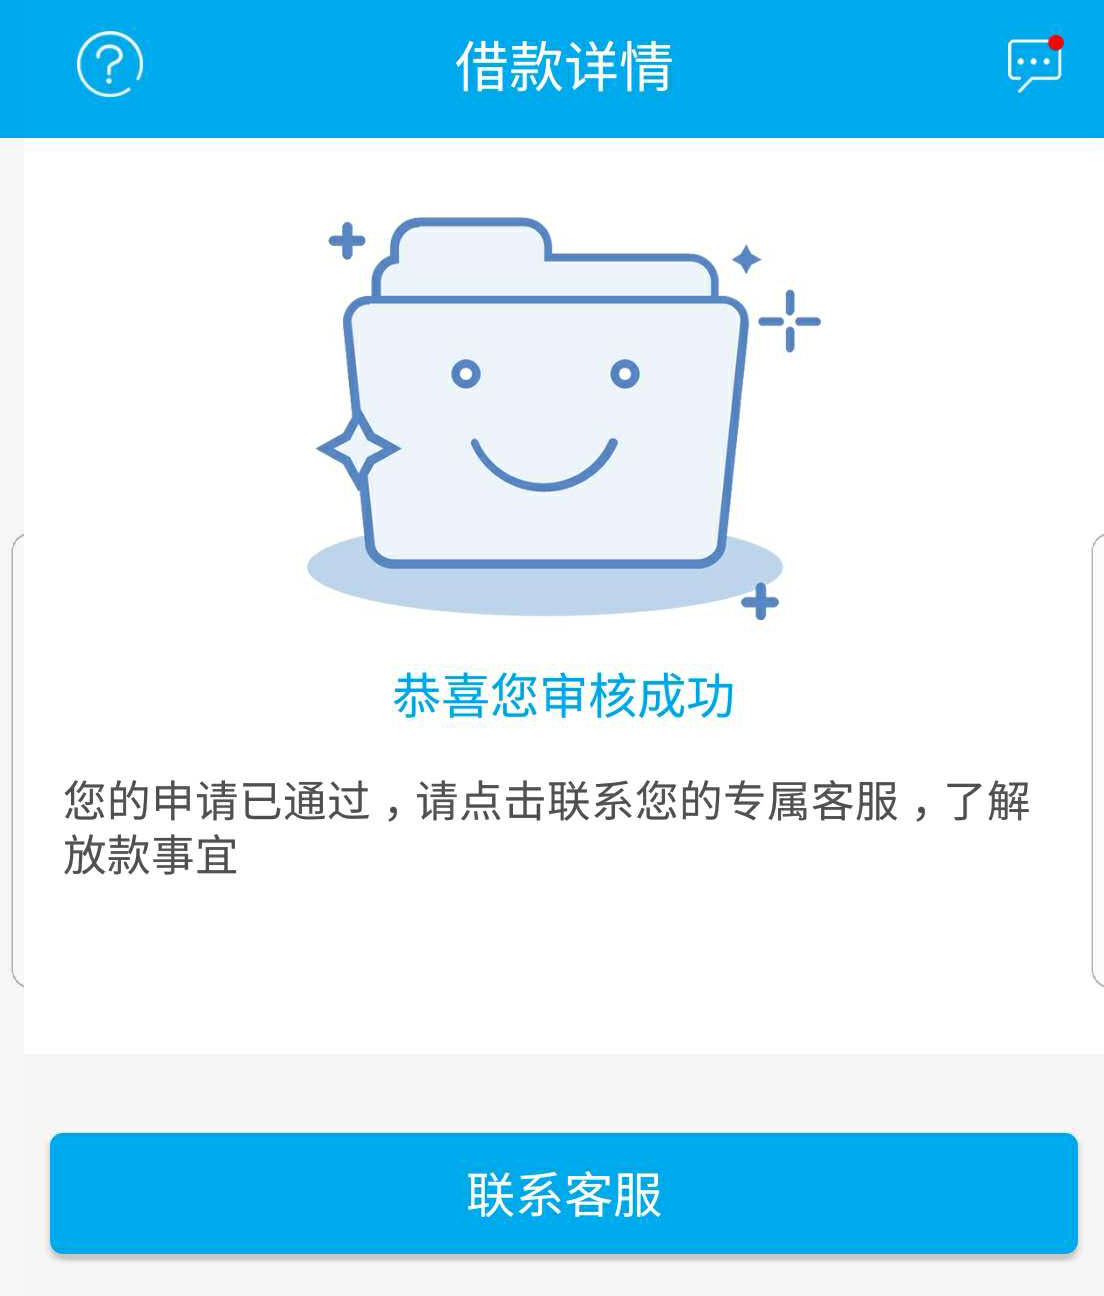 借款详情
恭喜您审核成功
您的申请已通过，请点击联系您的专属客服，了解
放款事宜
联系客服